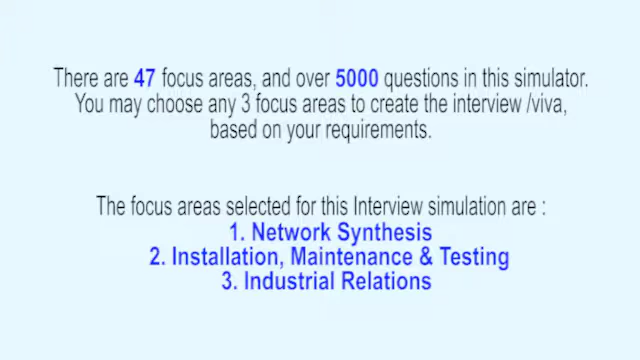 There are 47 focus areas, and over 5000 questions in this simulator.
You may choose any 3 focus areas to create the interview /viva,
based on your requirements.
The focus areas selected for this Interview simulation are :
1. Network Synthesis
2. Installation, Maintenance & Testing
3. Industrial Relations